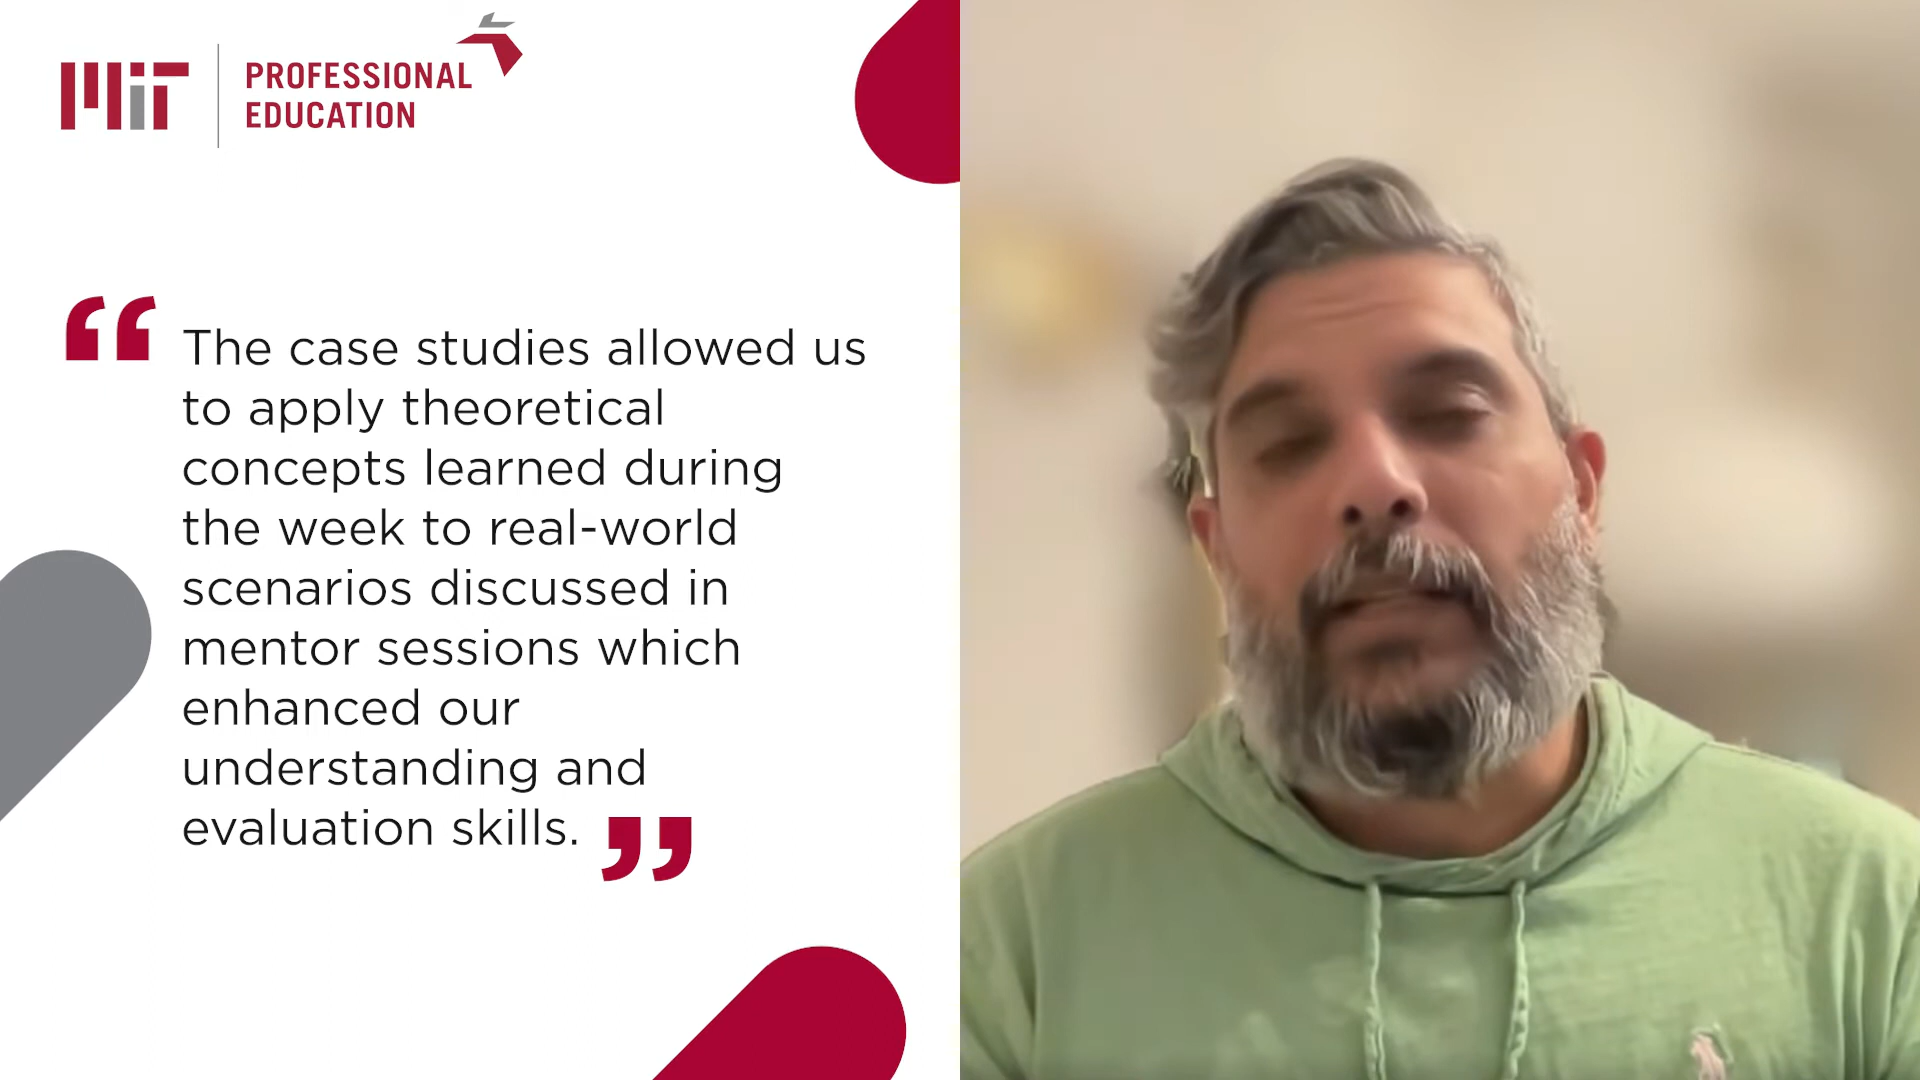 MIT
PROFESSIONAL
EDUCATION
“The case studies allowed us
to apply theoretical
concepts learned during
the week to real-world
scenarios discussed in
mentor sessions which
enhanced our
understanding and
evaluation skills.”